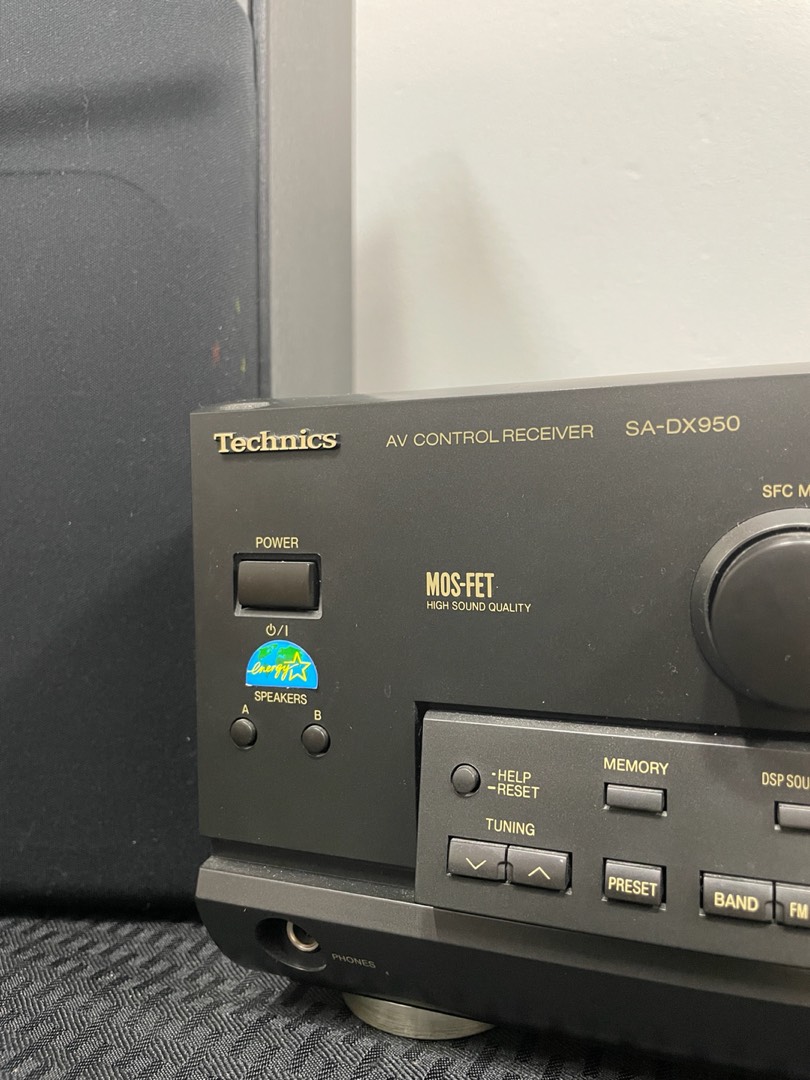 Technics
AV CONTROL RECEIVER SA-DX950
SFC M
POWER
MOS-FET
HIGH SOUND QUALITY
⏻/I
energy
SPEAKERS
A B
-HELP
–RESET
MEMORY
DSP SOU
TUNING
PRESET
BAND
FM
PHONES